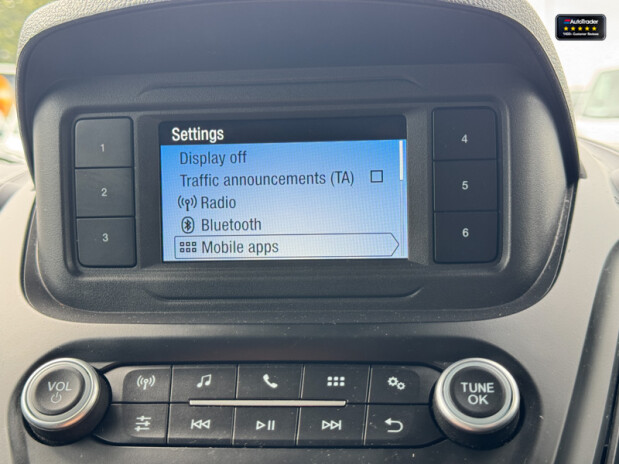 AutoTrader
Settings
Display off
Traffic announcements (TA)
Radio
Bluetooth
Mobile apps
1
2
3
4
5
6
VOL
TUNE
OK